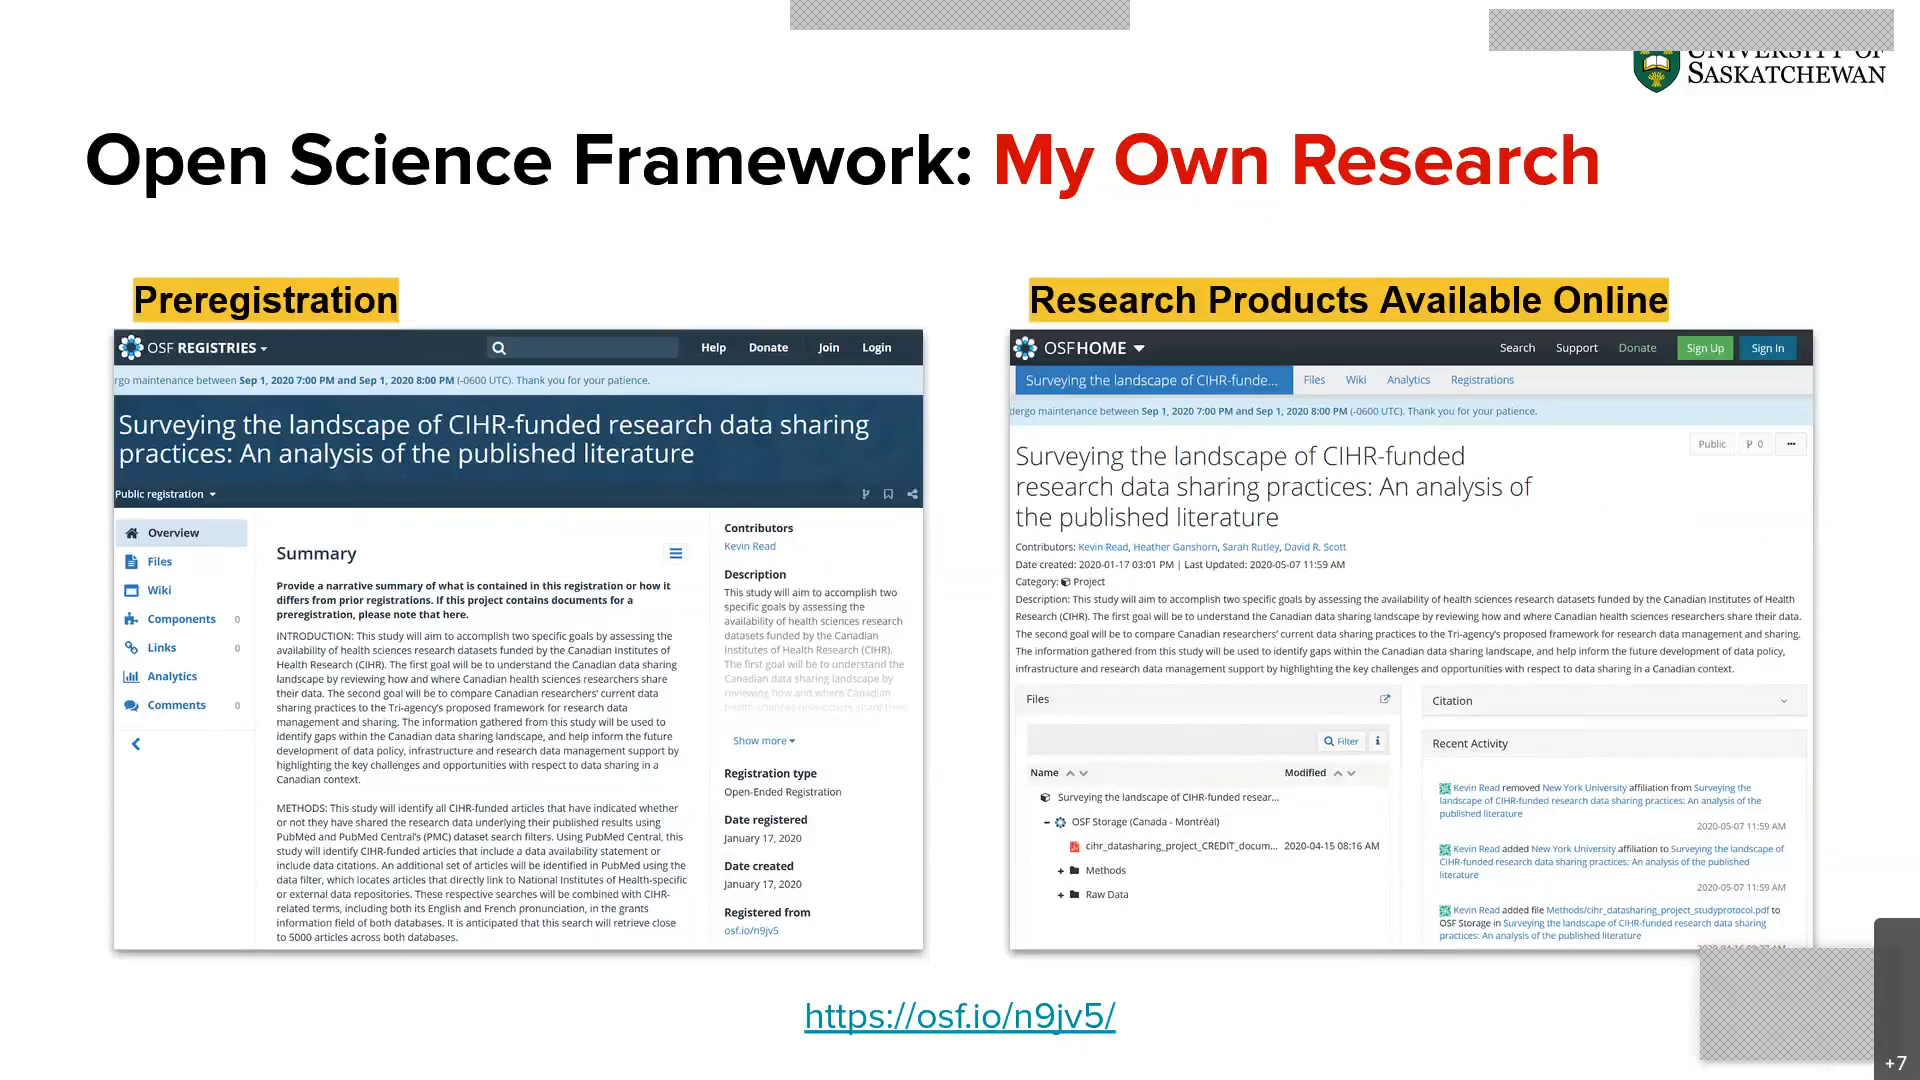 SASKATCHEWAN
Open Science Framework: My Own Research
Preregistration
OSF REGISTRIES
Help Donate Join Login
rgo maintenance between Sep 1, 2020 7:00 PM and Sep 1, 2020 8:00 PM (-0600 UTC). Thank you for your patience.
Surveying the landscape of CIHR-funded research data sharing
practices: An analysis of the published literature
Public registration
Overview
Files
Wiki
Components 0
Links 0
Analytics
Comments 0
Summary
Provide a narrative summary of what is contained in this registration or how it
differs from prior registrations. If this project contains documents for a
preregistration, please note that here.
INTRODUCTION: This study will aim to accomplish two specific goals by assessing the
availability of health sciences research datasets funded by the Canadian Institutes of
Health Research (CIHR). The first goal will be to understand the Canadian data sharing
landscape by reviewing how and where Canadian health sciences researchers share
their data. The second goal will be to compare Canadian researchers' current data
sharing practices to the Tri-agency's proposed framework for research data
management and sharing. The information gathered from this study will be used to
identify gaps within the Canadian data sharing landscape, and help inform the future
development of data policy, infrastructure and research data management support by
highlighting the key challenges and opportunities with respect to data sharing in a
Canadian context.
METHODS: This study will identify all CIHR-funded articles that have indicated whether
or not they have shared the research data underlying their published results using
PubMed and PubMed Central's (PMC) dataset search filters. Using PubMed Central, this
study will identify CIHR-funded articles that include a data availability statement or
include data citations. An additional set of articles will be identified in PubMed using the
data filter, which locates articles that directly link to National Institutes of Health-specific
or external data repositories. These respective searches will be combined with CIHR-
related terms, including both its English and French pronunciation, in the grants
information field of both databases. It is anticipated that this search will retrieve close
to 5000 articles across both databases.
Contributors
Kevin Read
Description
This study will aim to accomplish two
specific goals by assessing the
availability of health sciences research
datasets funded by the Canadian
Institutes of Health Research (CIHR).
The first goal will be to understand the
Canadian data sharing landscape by
reviewing how and where Canadian
health sciences researchers share their
Show more
Registration type
Open-Ended Registration
Date registered
January 17, 2020
Date created
January 17, 2020
Registered from
osf.io/n9jv5
Research Products Available Online
OSFHOME
Search Support Donate Sign Up Sign In
Surveying the landscape of CIHR-funde... Files Wiki Analytics Registrations
dergo maintenance between Sep 1, 2020 7:00 PM and Sep 1, 2020 8:00 PM (-0600 UTC). Thank you for your patience.
Public 0 ...
Surveying the landscape of CIHR-funded
research data sharing practices: An analysis of
the published literature
Contributors: Kevin Read, Heather Ganshorn, Sarah Rutley, David R. Scott
Date created: 2020-01-17 03:01 PM | Last Updated: 2020-05-07 11:59 AM
Category: Project
Description: This study will aim to accomplish two specific goals by assessing the availability of health sciences research datasets funded by the Canadian Institutes of Health
Research (CIHR). The first goal will be to understand the Canadian data sharing landscape by reviewing how and where Canadian health sciences researchers share their data.
The second goal will be to compare Canadian researchers' current data sharing practices to the Tri-agency's proposed framework for research data management and sharing.
The information gathered from this study will be used to identify gaps within the Canadian data sharing landscape, and help inform the future development of data policy,
infrastructure and research data management support by highlighting the key challenges and opportunities with respect to data sharing in a Canadian context.
Files
Filter i
Name Modified
Surveying the landscape of CIHR-funded resear...
OSF Storage (Canada - Montréal)
cihr_datasharing_project_CREDIT_docum... 2020-04-15 08:16 AM
Methods
Raw Data
Citation
Recent Activity
Kevin Read removed New York University affiliation from Surveying the
landscape of CIHR-funded research data sharing practices: An analysis of the
published literature
2020-05-07 11:59 AM
Kevin Read added New York University affiliation to Surveying the landscape of
CIHR-funded research data sharing practices: An analysis of the published
literature
2020-05-07 11:59 AM
Kevin Read added file Methods/cihr_datasharing_project_studyprotocol.pdf to
OSF Storage in Surveying the landscape of CIHR-funded research data sharing
practices: An analysis of the published literature
https://osf.io/n9jv5/
+7